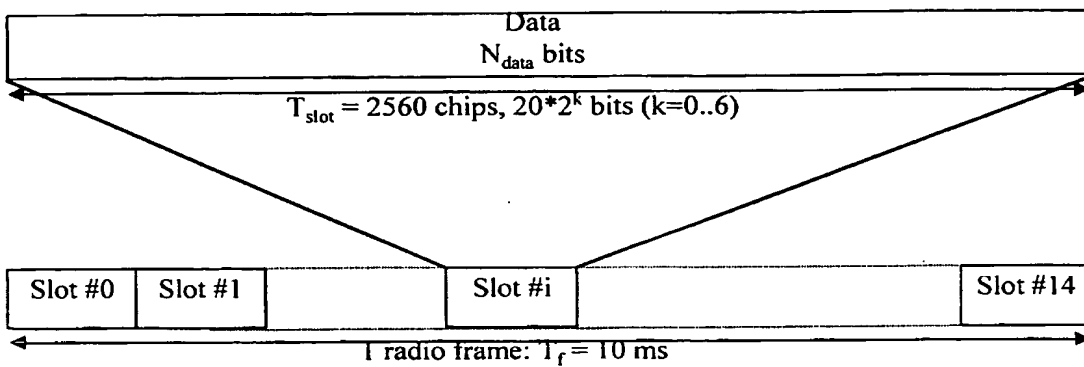 Data
N_data bits
T_slot = 2560 chips, 20*2^k bits (k=0..6)
Slot #0 Slot #1 Slot #i Slot #14
1 radio frame: T_f = 10 ms